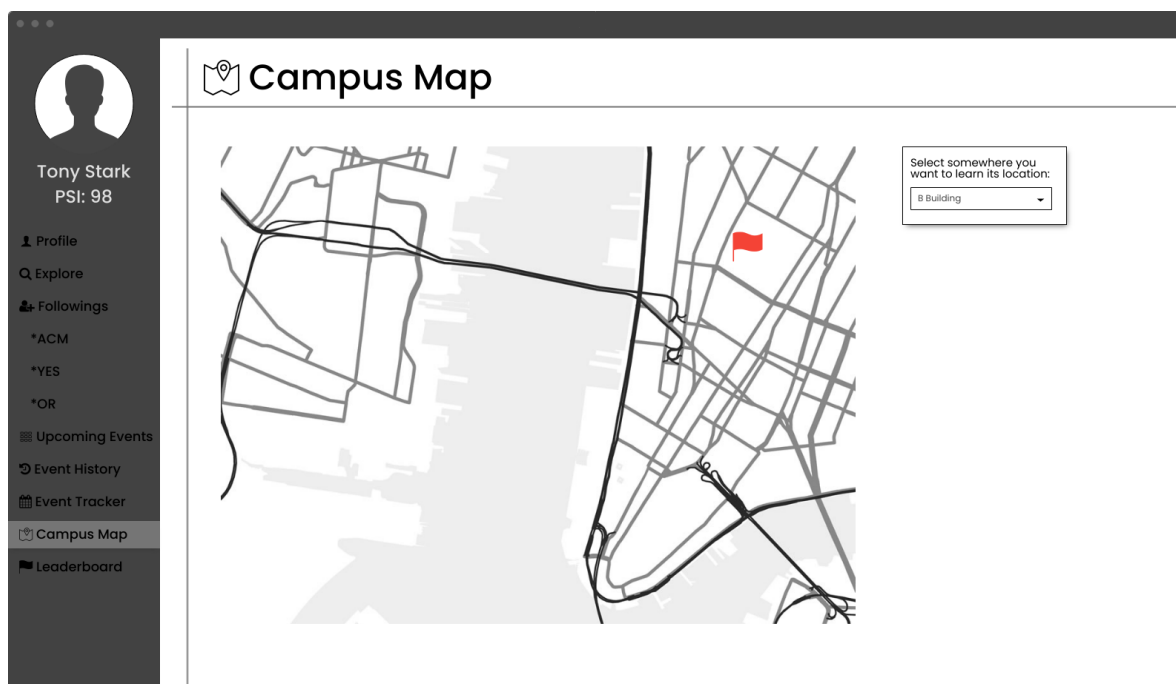 Campus Map
Tony Stark
PSI: 98
Profile
Explore
Followings
*ACM
*YES
*OR
Upcoming Events
Event History
Event Tracker
Campus Map
Leaderboard
Select somewhere you
want to learn its location:
B Building